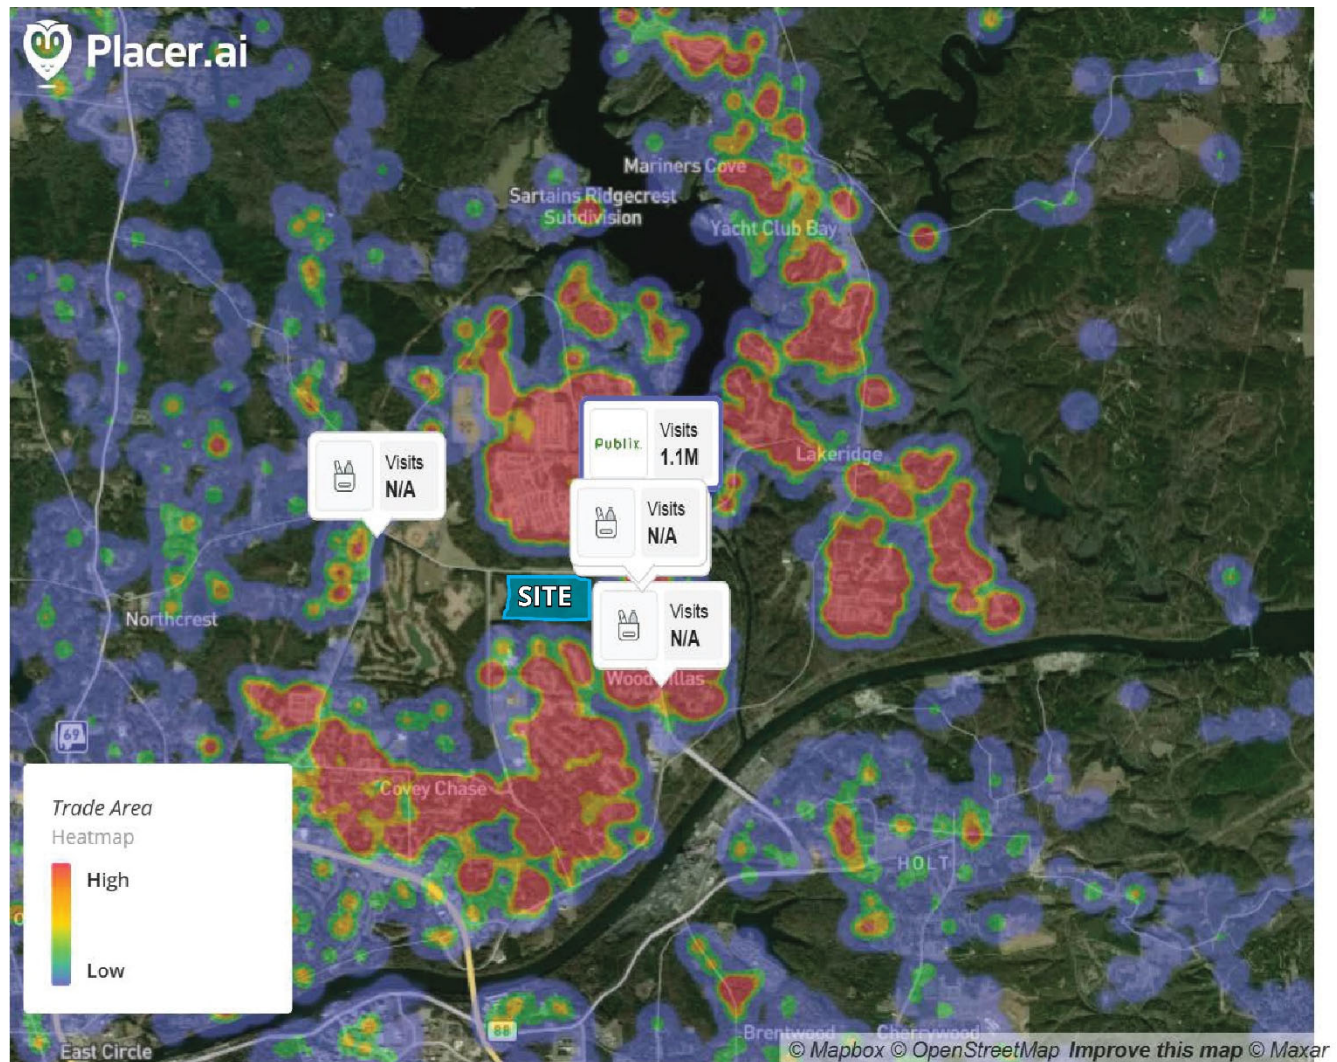 Placer.ai
Mariners Cove
Sartains Ridgecrest
Subdivision
Yacht Club Bay
Publix.
Visits
1.1M
Lakeridge
Visits
N/A
Visits
N/A
SITE
Visits
N/A
Northcrest
Woodvillas
69
Covey Chase
Trade Area
Heatmap
High
Low
HOLT
88
Brentwood
Cherrywood
East Circle
© Mapbox © OpenStreetMap Improve this map © Maxar